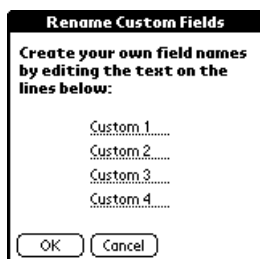 Rename Custom Fields
Create your own field names
by editing the text on the
lines below:
Custom 1
Custom 2
Custom 3
Custom 4
OK Cancel